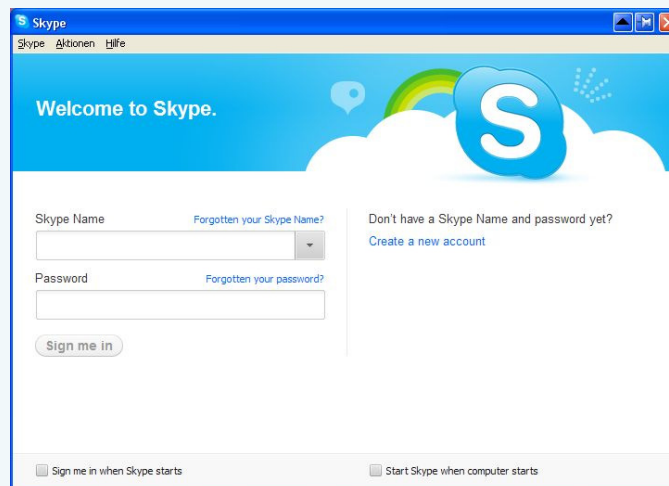 Skype
Skype Aktionen Hilfe
Welcome to Skype.
S
Skype Name Forgotten your Skype Name?
Password Forgotten your password?
Sign me in
Don't have a Skype Name and password yet?
Create a new account
Sign me in when Skype starts
Start Skype when computer starts